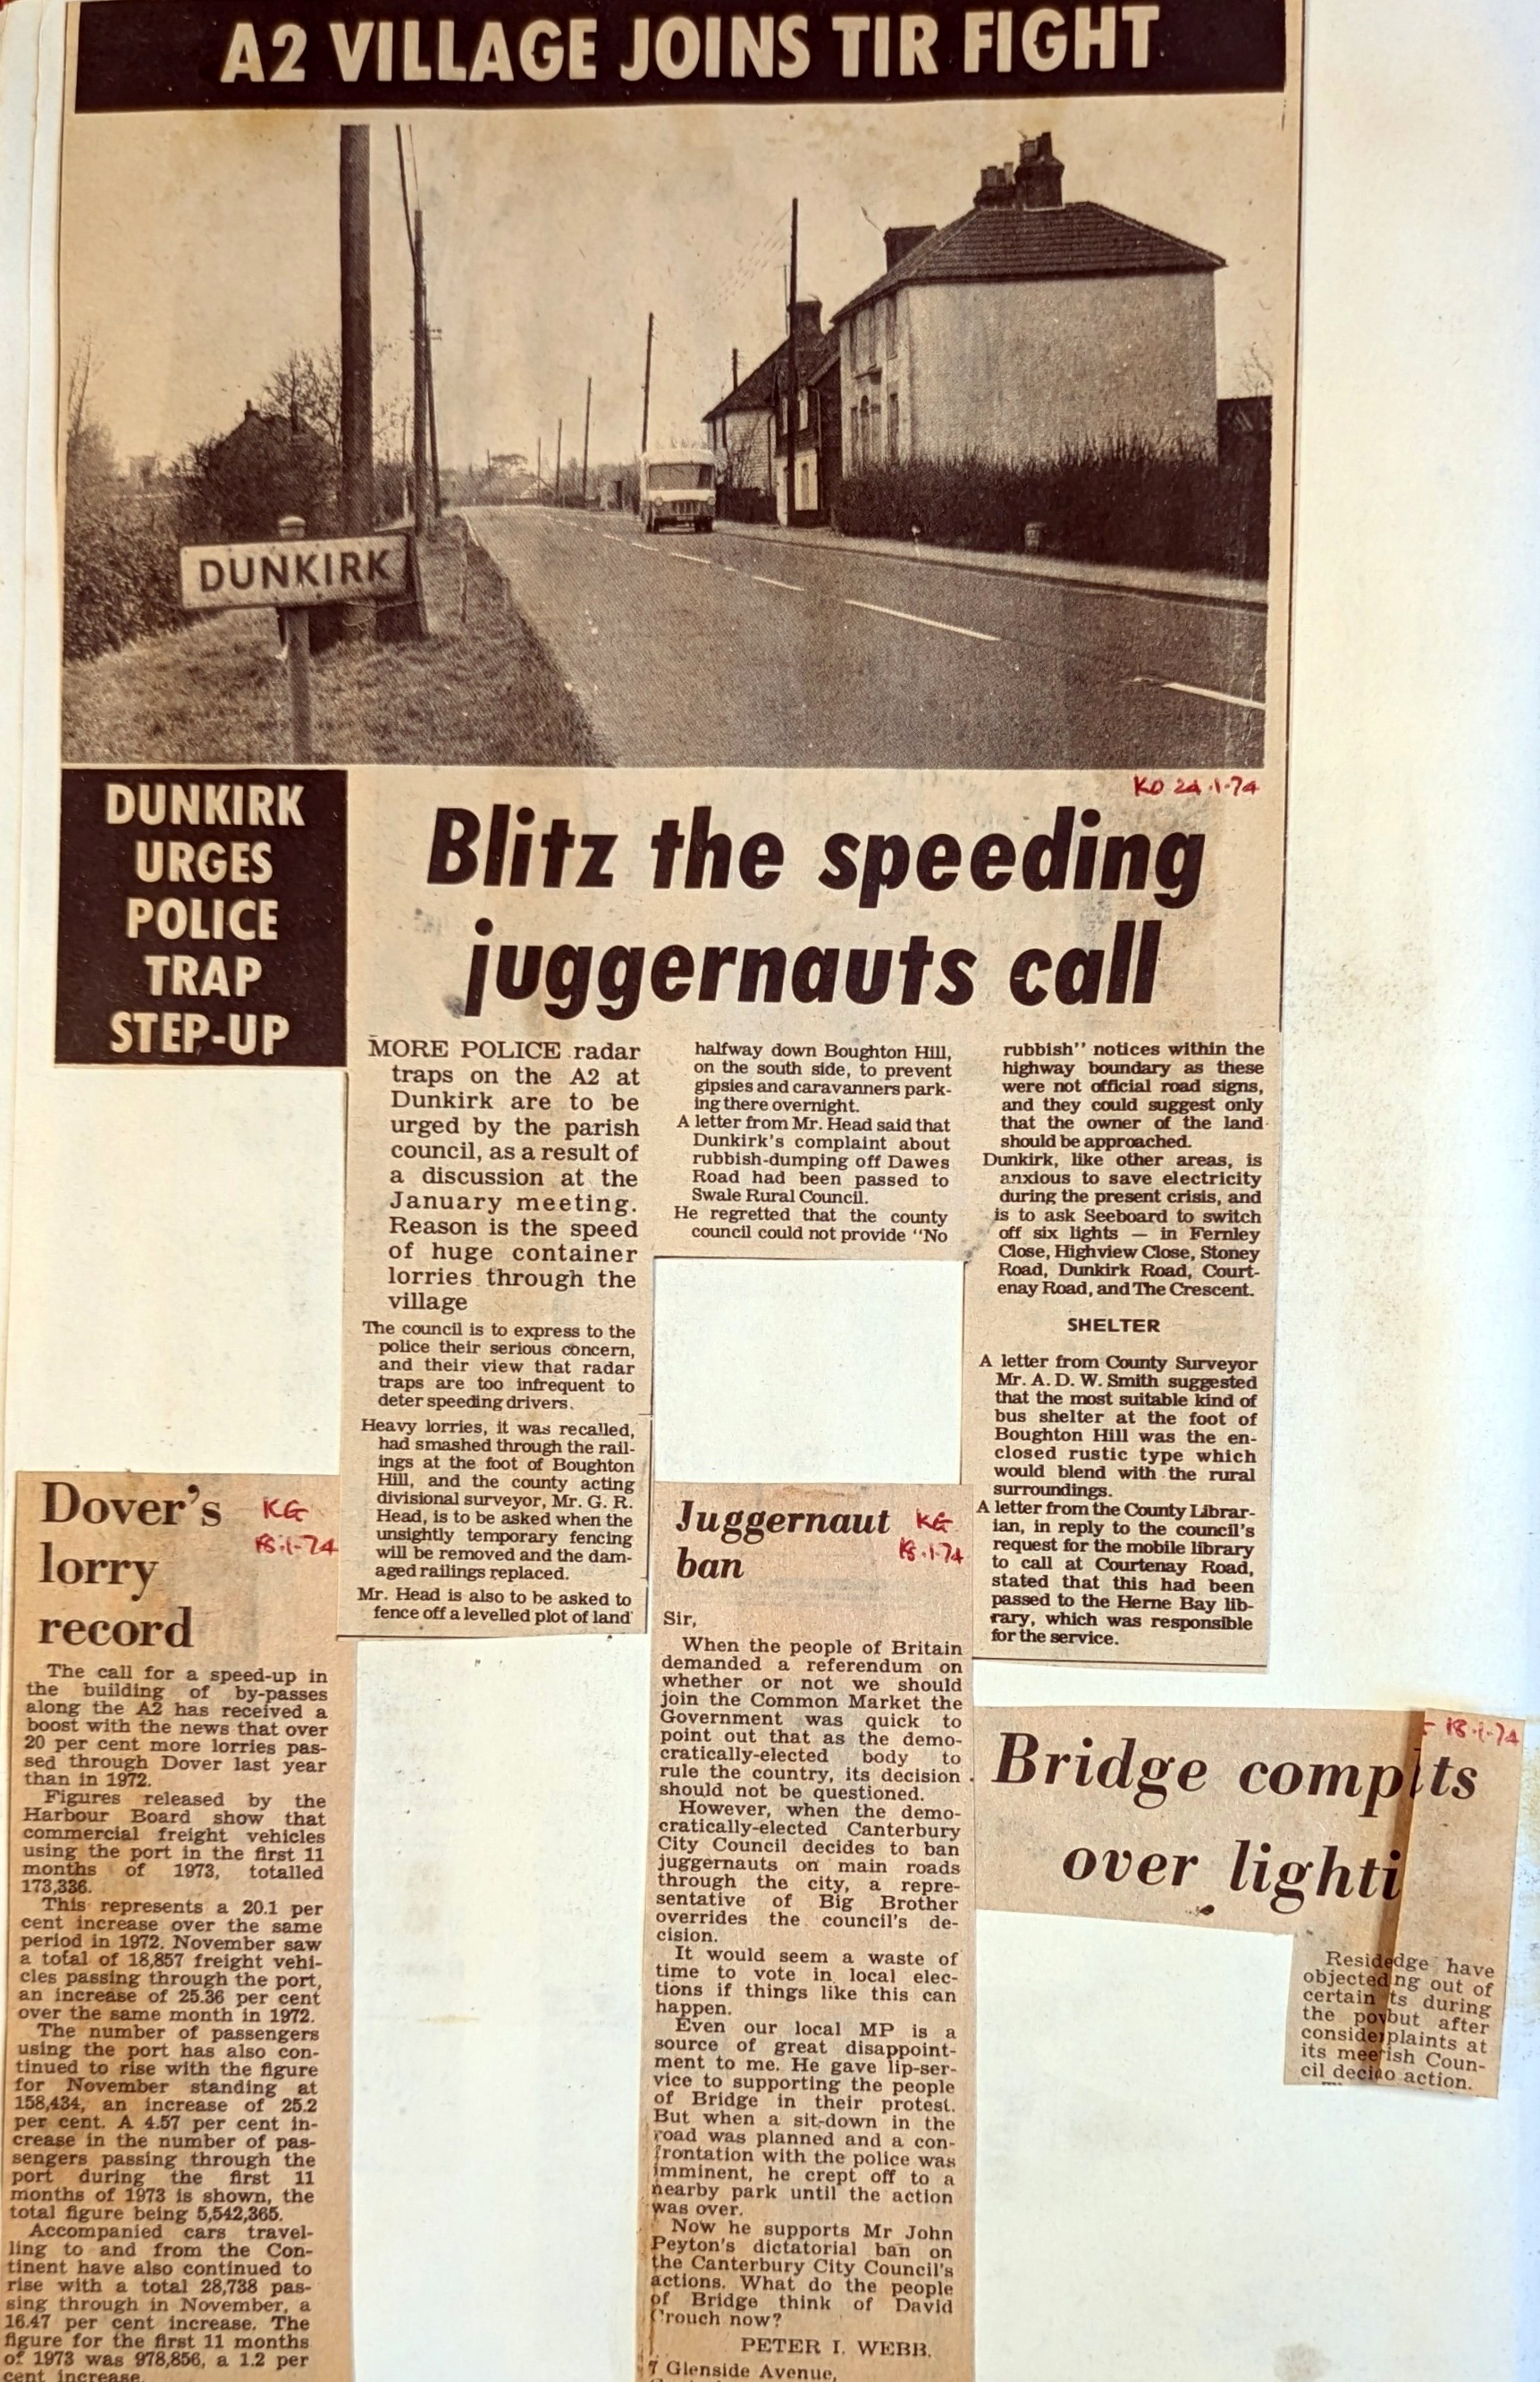 A2 VILLAGE JOINS TIR FIGHT
DUNKIRK
KO 24.1.74
DUNKIRK
URGES
POLICE
TRAP
STEP-UP
Blitz the speeding
juggernauts call
MORE POLICE radar
traps on the A2 at
Dunkirk are to be
urged by the parish
council, as a result of
a discussion at the
January meeting.
Reason is the speed
of huge container
lorries through the
village
The council is to express to the
police their serious concern,
and their view that radar
traps are too infrequent to
deter speeding drivers.
Heavy lorries, it was recalled,
had smashed through the rail-
ings at the foot of Boughton
Hill, and the county acting
divisional surveyor, Mr. G. R.
Head, is to be asked when the
unsightly temporary fencing
will be removed and the dam-
aged railings replaced.
Mr. Head is also to be asked to
fence off a levelled plot of land
halfway down Boughton Hill,
on the south side, to prevent
gipsies and caravanners park-
ing there overnight.
A letter from Mr. Head said that
Dunkirk's complaint about
rubbish-dumping off Dawes
Road had been passed to
Swale Rural Council.
He regretted that the county
council could not provide "No
rubbish" notices within the
highway boundary as these
were not official road signs,
and they could suggest only
that the owner of the land
should be approached.
Dunkirk, like other areas, is
anxious to save electricity
during the present crisis, and
is to ask Seeboard to switch
off six lights — in Fernley
Close, Highview Close, Stoney
Road, Dunkirk Road, Court-
enay Road, and The Crescent.
SHELTER
A letter from County Surveyor
Mr. A. D. W. Smith suggested
that the most suitable kind of
bus shelter at the foot of
Boughton Hill was the en-
closed rustic type which
would blend with the rural
surroundings.
A letter from the County Librar-
ian, in reply to the council's
request for the mobile library
to call at Courtenay Road,
stated that this had been
passed to the Herne Bay lib-
rary, which was responsible
for the service.
Dover's
lorry
record
KG
18.1.74
The call for a speed-up in
the building of by-passes
along the A2 has received a
boost with the news that over
20 per cent more lorries pas-
sed through Dover last year
than in 1972.
Figures released by the
Harbour Board show that
commercial freight vehicles
using the port in the first 11
months of 1973, totalled
173,336.
This represents a 20.1 per
cent increase over the same
period in 1972. November saw
a total of 18,857 freight vehi-
cles passing through the port,
an increase of 25.36 per cent
over the same month in 1972.
The number of passengers
using the port has also con-
tinued to rise with the figure
for November standing at
158,434, an increase of 25.2
per cent. A 4.57 per cent in-
crease in the number of pas-
sengers passing through the
port during the first 11
months of 1973 is shown, the
total figure being 5,542,365.
Accompanied cars travel-
ling to and from the Con-
tinent have also continued to
rise with a total 28,738 pas-
sing through in November, a
16.47 per cent increase. The
figure for the first 11 months
of 1973 was 978,856, a 1.2 per
cent increase.
Juggernaut
ban
KG
18.1.74
Sir,
When the people of Britain
demanded a referendum on
whether or not we should
join the Common Market the
Government was quick to
point out that as the demo-
cratically-elected body to
rule the country, its decision
should not be questioned.
However, when the demo-
cratically-elected Canterbury
City Council decides to ban
juggernauts on main roads
through the city, a repre-
sentative of Big Brother
overrides the council's de-
cision.
It would seem a waste of
time to vote in local elec-
tions if things like this can
happen.
Even our local MP is a
source of great disappoint-
ment to me. He gave lip-ser-
vice to supporting the people
of Bridge in their protest.
But when a sit-down in the
road was planned and a con-
frontation with the police was
imminent, he crept off to a
nearby park until the action
was over.
Now he supports Mr John
Peyton's dictatorial ban on
the Canterbury City Council's
actions. What do the people
of Bridge think of David
Crouch now?
PETER I. WEBB.
7 Glenside Avenue,
18.1.74
Bridge comp ts
over lighti
Resid edge have
objected ng out of
certain ts during
the po but after
consider plaints at
its mee rish Coun-
cil deci o action.